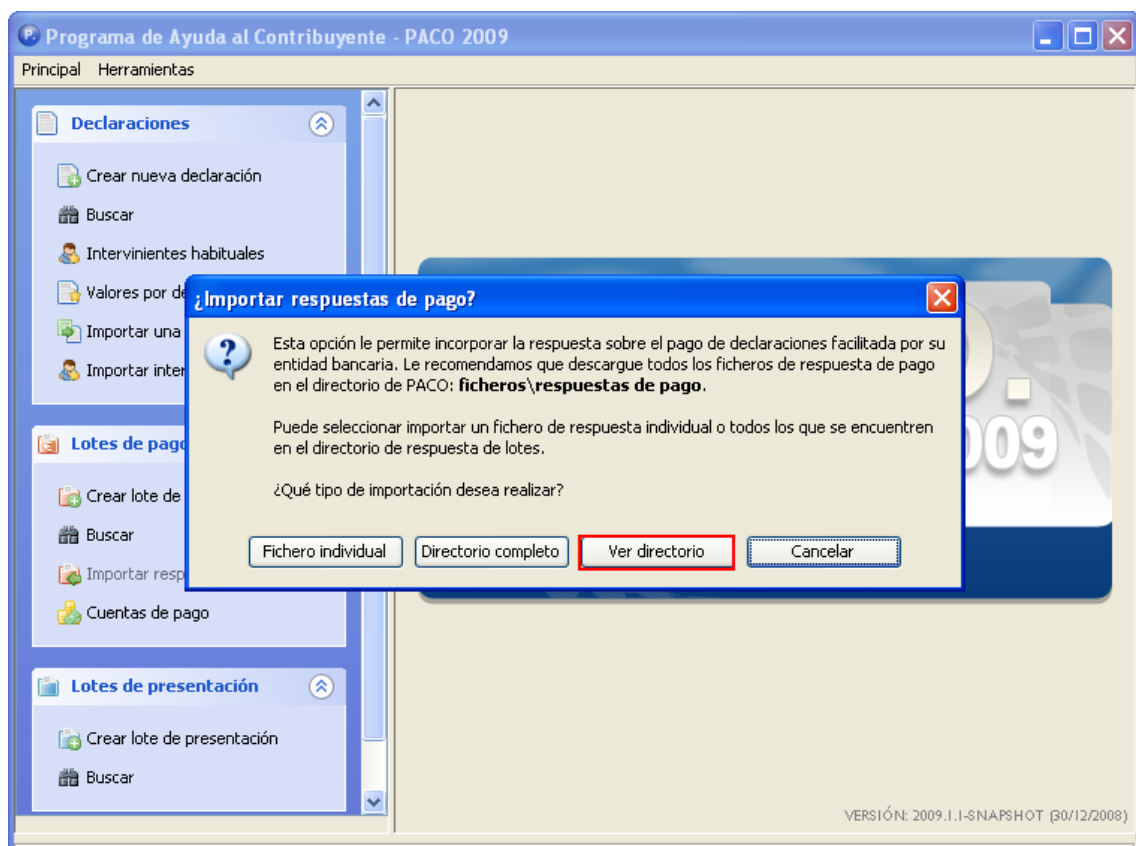 Programa de Ayuda al Contribuyente - PACO 2009
Principal Herramientas
Declaraciones
Crear nueva declaración
Buscar
Intervinientes habituales
Valores por de
Importar una
Importar inter
Lotes de pago
Crear lote de
Buscar
Importar resp
Cuentas de pago
Lotes de presentación
Crear lote de presentación
Buscar
¿Importar respuestas de pago?
Esta opción le permite incorporar la respuesta sobre el pago de declaraciones facilitada por su
entidad bancaria. Le recomendamos que descargue todos los ficheros de respuesta de pago
en el directorio de PACO: ficheros\respuestas de pago.
Puede seleccionar importar un fichero de respuesta individual o todos los que se encuentren
en el directorio de respuesta de lotes.
¿Qué tipo de importación desea realizar?
Fichero individual Directorio completo Ver directorio Cancelar
O.
009
VERSIÓN: 2009.1.1-SNAPSHOT (30/12/2008)